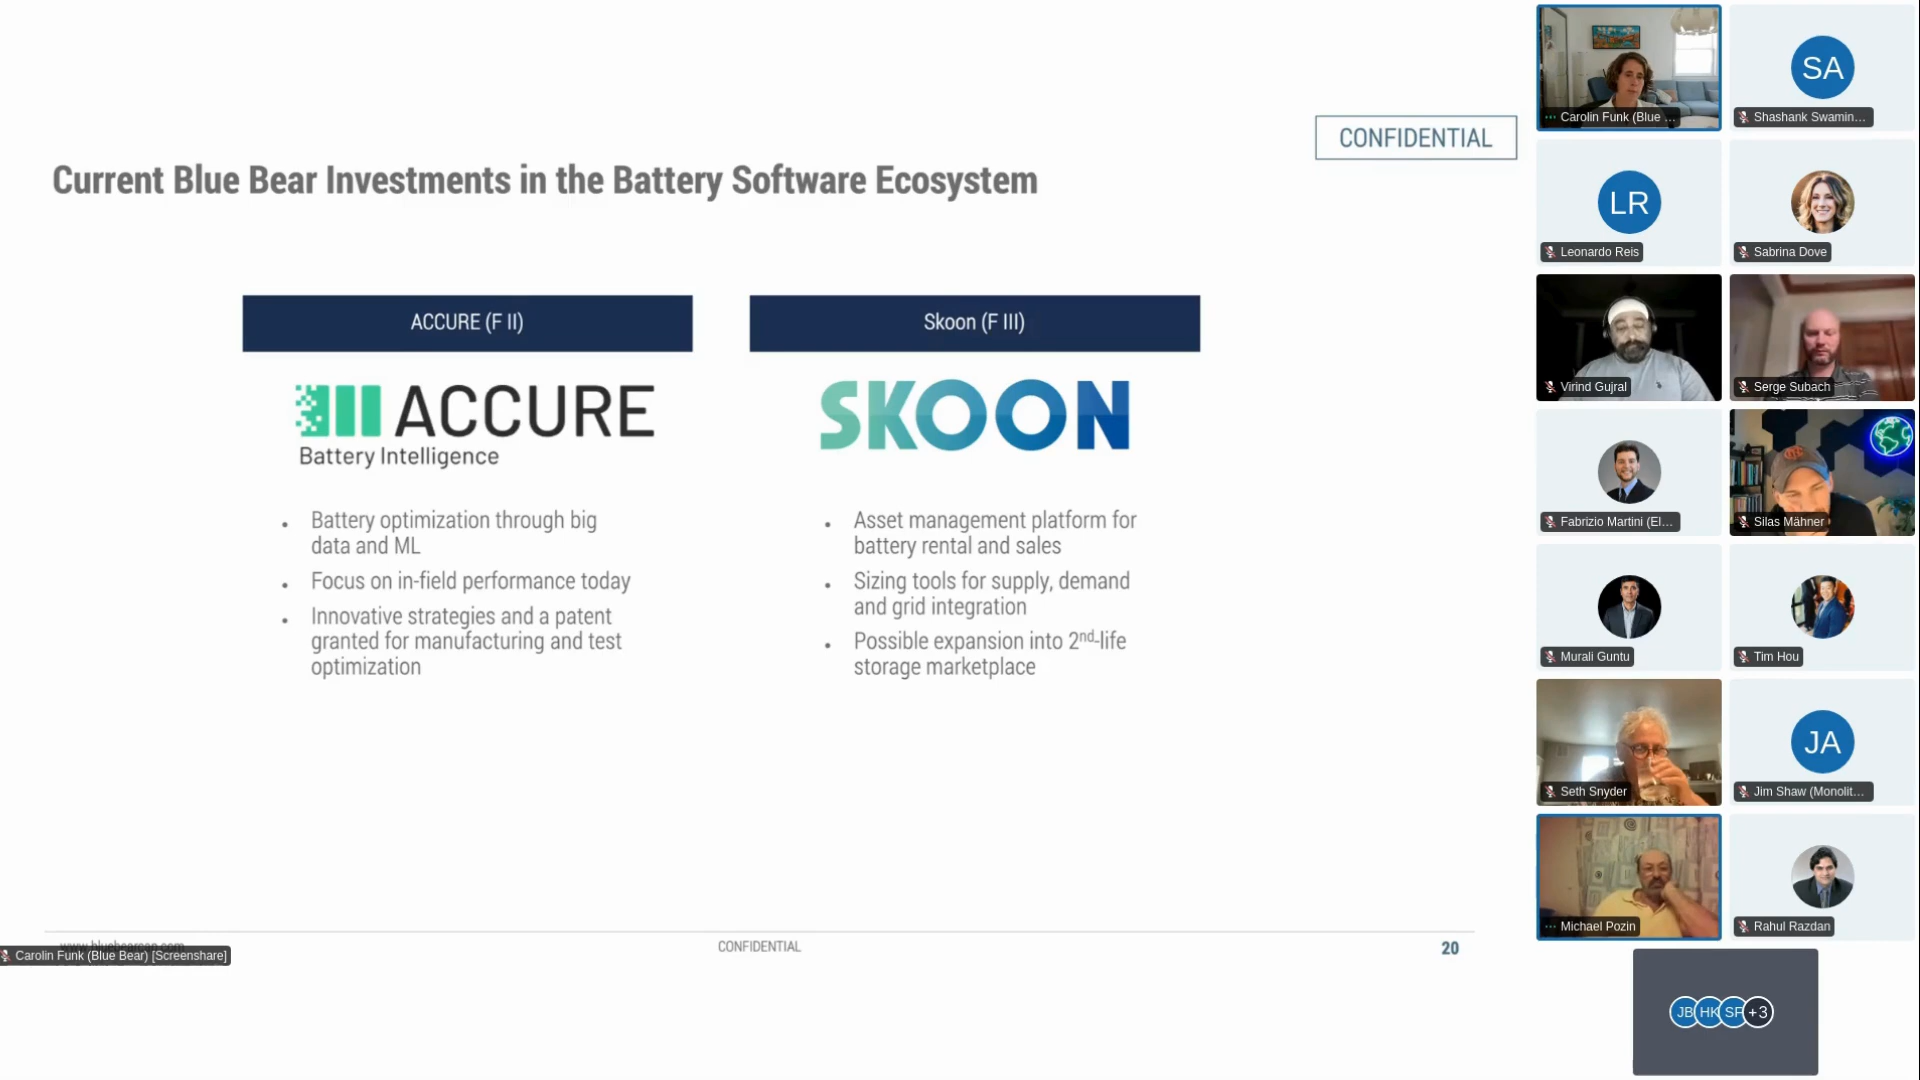 CONFIDENTIAL
Current Blue Bear Investments in the Battery Software Ecosystem
ACCURE (F II)
ACCURE
Battery Intelligence
• Battery optimization through big
data and ML
• Focus on in-field performance today
• Innovative strategies and a patent
granted for manufacturing and test
optimization
Skoon (F III)
SKOON
• Asset management platform for
battery rental and sales
• Sizing tools for supply, demand
and grid integration
• Possible expansion into 2nd-life
storage marketplace
CONFIDENTIAL
20
Carolin Funk (Blue Bear) [Screenshare]
Carolin Funk (Blue ...
SA
Shashank Swamin...
LR
Leonardo Reis
Sabrina Dove
Virind Gujral
Serge Subach
Fabrizio Martini (El...
Silas Mähner
Murali Guntu
Tim Hou
Seth Snyder
JA
Jim Shaw (Monolit...
Michael Pozin
Rahul Razdan
JB
HK
SF
+3